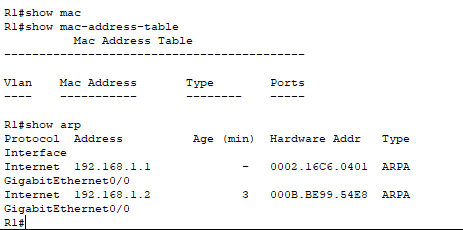 R1#show mac
R1#show mac-address-table
Mac Address Table
-------------------------------------------
Vlan Mac Address Type Ports
---- ----------- -------- -----
R1#show arp
Protocol Address Age (min) Hardware Addr Type
Interface
Internet 192.168.1.1 - 0002.16C6.0401 ARPA
GigabitEthernet0/0
Internet 192.168.1.2 3 000B.BE99.54E8 ARPA
GigabitEthernet0/0
R1#